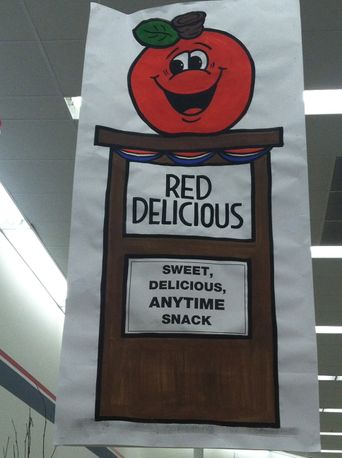 RED
DELICIOUS
SWEET,
DELICIOUS,
ANYTIME
SNACK